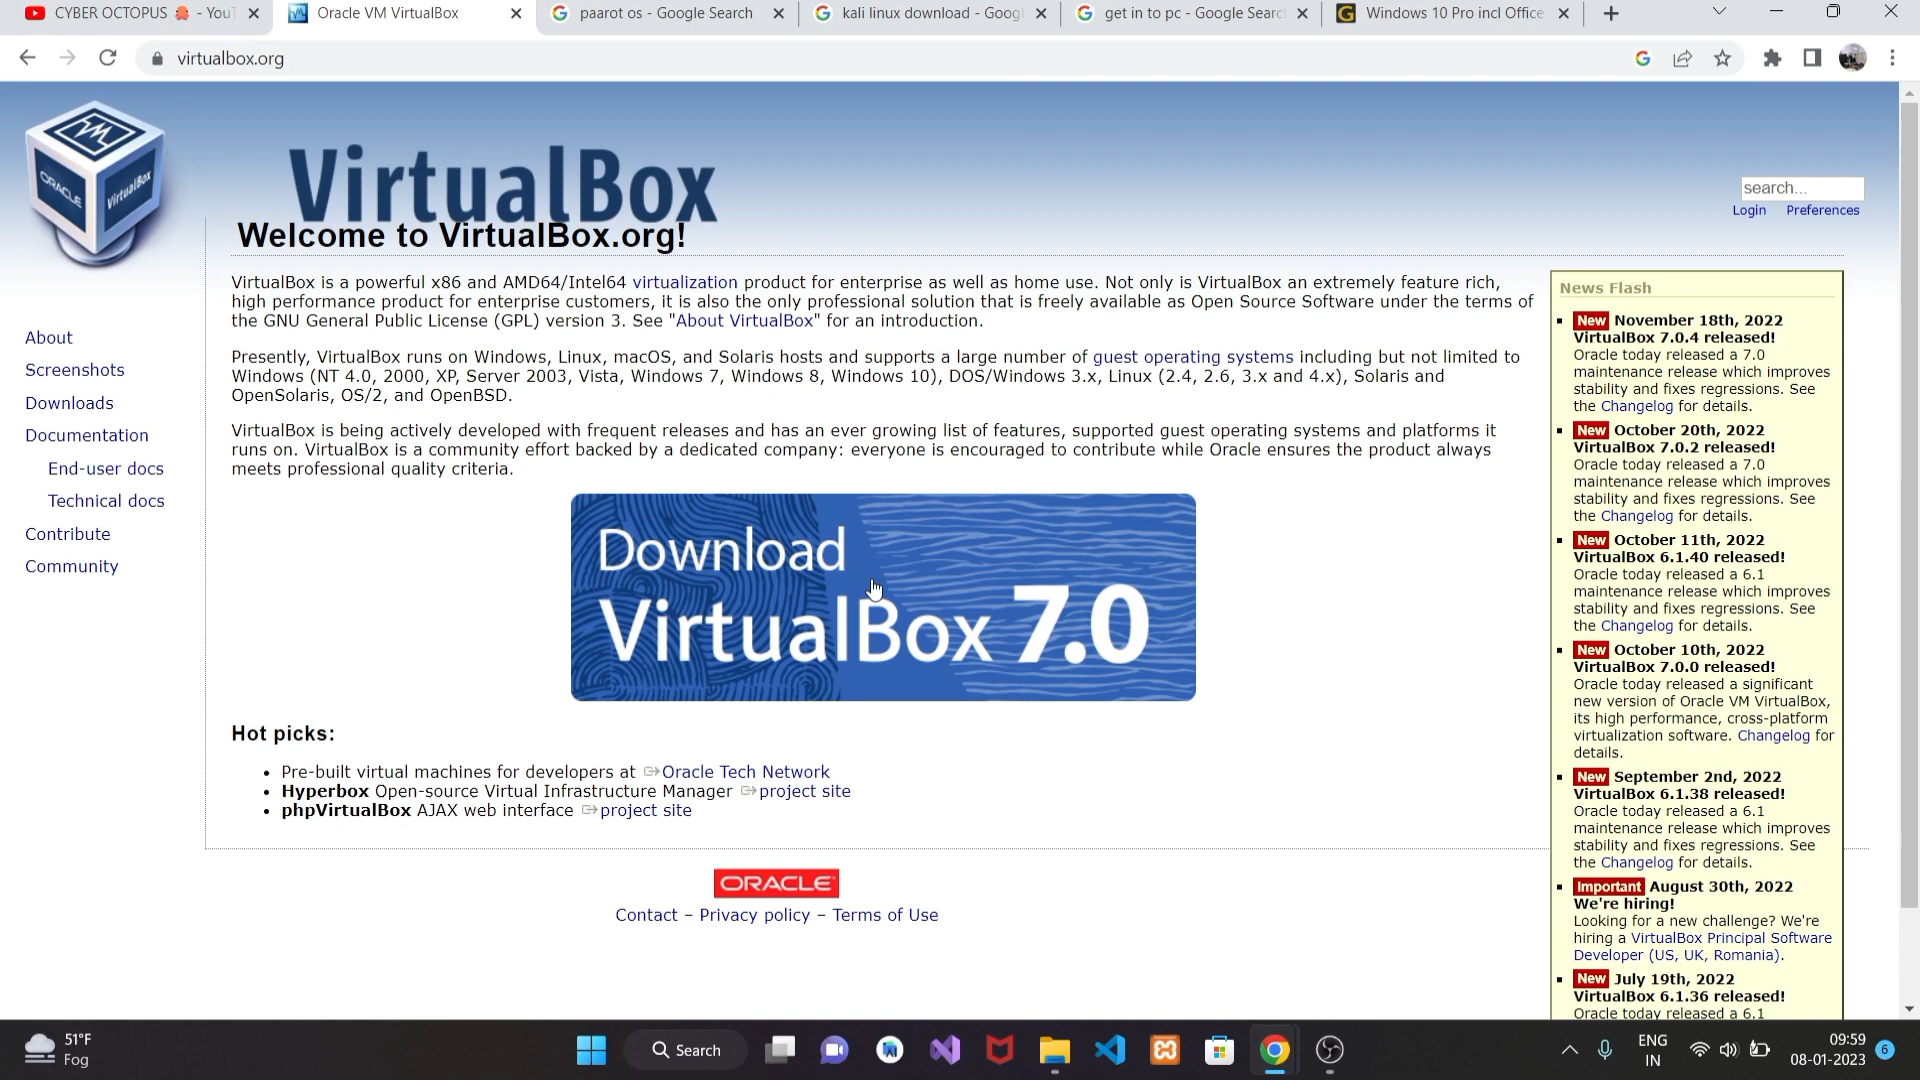 CYBER OCTOPUS 🐙 - YouT
Oracle VM VirtualBox
paarot os - Google Search
kali linux download - Googl
get in to pc - Google Searc
Windows 10 Pro incl Office
virtualbox.org
ORACLE
VirtualBox
VirtualBox
search...
Login Preferences
Welcome to VirtualBox.org!
VirtualBox is a powerful x86 and AMD64/Intel64 virtualization product for enterprise as well as home use. Not only is VirtualBox an extremely feature rich,
high performance product for enterprise customers, it is also the only professional solution that is freely available as Open Source Software under the terms of
the GNU General Public License (GPL) version 3. See "About VirtualBox" for an introduction.
Presently, VirtualBox runs on Windows, Linux, macOS, and Solaris hosts and supports a large number of guest operating systems including but not limited to
Windows (NT 4.0, 2000, XP, Server 2003, Vista, Windows 7, Windows 8, Windows 10), DOS/Windows 3.x, Linux (2.4, 2.6, 3.x and 4.x), Solaris and
OpenSolaris, OS/2, and OpenBSD.
VirtualBox is being actively developed with frequent releases and has an ever growing list of features, supported guest operating systems and platforms it
runs on. VirtualBox is a community effort backed by a dedicated company: everyone is encouraged to contribute while Oracle ensures the product always
meets professional quality criteria.
About
Screenshots
Downloads
Documentation
End-user docs
Technical docs
Contribute
Community
Download
VirtualBox 7.0
Hot picks:
• Pre-built virtual machines for developers at Oracle Tech Network
• Hyperbox Open-source Virtual Infrastructure Manager project site
• phpVirtualBox AJAX web interface project site
ORACLE
Contact – Privacy policy – Terms of Use
News Flash
New November 18th, 2022
VirtualBox 7.0.4 released!
Oracle today released a 7.0
maintenance release which improves
stability and fixes regressions. See
the Changelog for details.
New October 20th, 2022
VirtualBox 7.0.2 released!
Oracle today released a 7.0
maintenance release which improves
stability and fixes regressions. See
the Changelog for details.
New October 11th, 2022
VirtualBox 6.1.40 released!
Oracle today released a 6.1
maintenance release which improves
stability and fixes regressions. See
the Changelog for details.
New October 10th, 2022
VirtualBox 7.0.0 released!
Oracle today released a significant
new version of Oracle VM VirtualBox,
its high performance, cross-platform
virtualization software. Changelog for
details.
New September 2nd, 2022
VirtualBox 6.1.38 released!
Oracle today released a 6.1
maintenance release which improves
stability and fixes regressions. See
the Changelog for details.
Important August 30th, 2022
We're hiring!
Looking for a new challenge? We're
hiring a VirtualBox Principal Software
Developer (US, UK, Romania).
New July 19th, 2022
VirtualBox 6.1.36 released!
Oracle today released a 6.1
51°F
Fog
Search
ENG
IN
09:59
08-01-2023
6